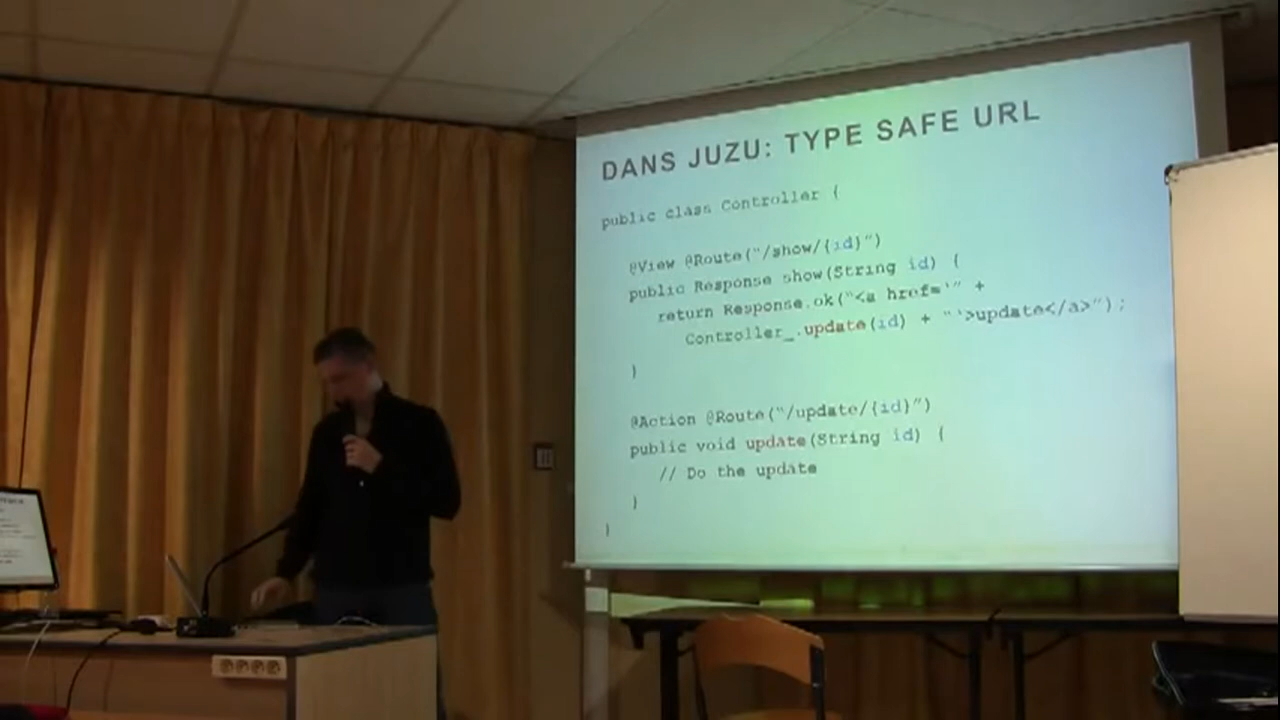 DANS JUZU: TYPE SAFE URL
public class Controller {
@View @Route("/show/{id}")
public Response show(String id) {
return Response.ok("<a href='" +
Controller_.update(id) + "'>update</a>");
}
@Action @Route("/update/{id}")
public void update(String id) {
// Do the update
}
}